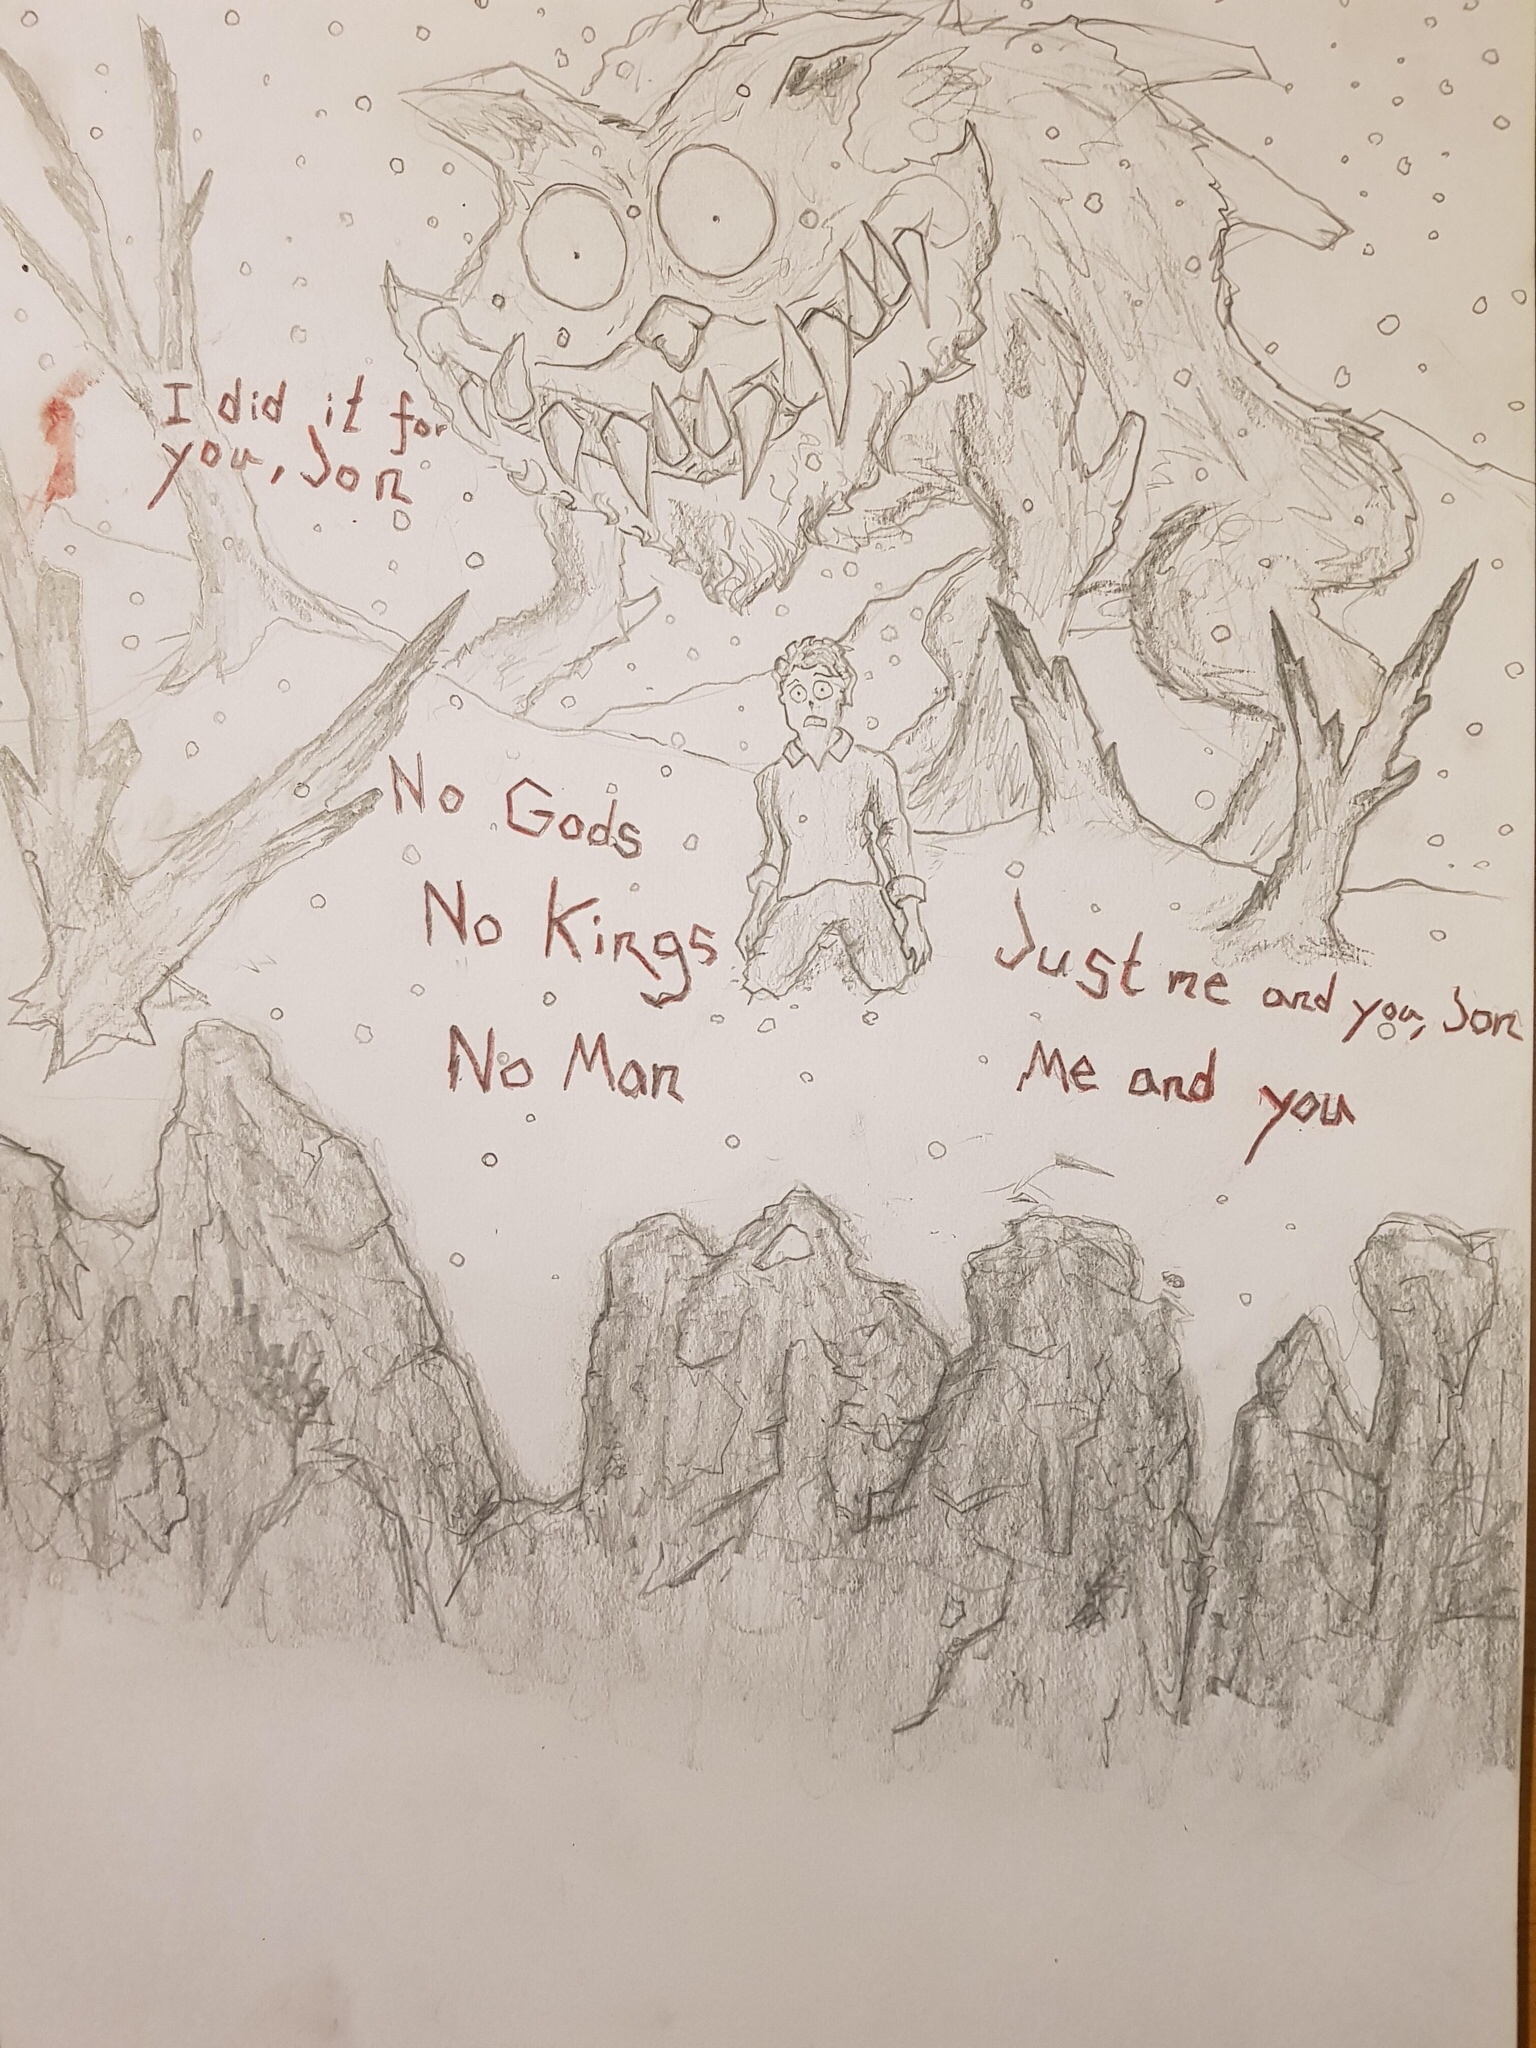 I did it for
you, Jon
No Gods
No Kings
No Man
Just me and you, Jon
Me and you